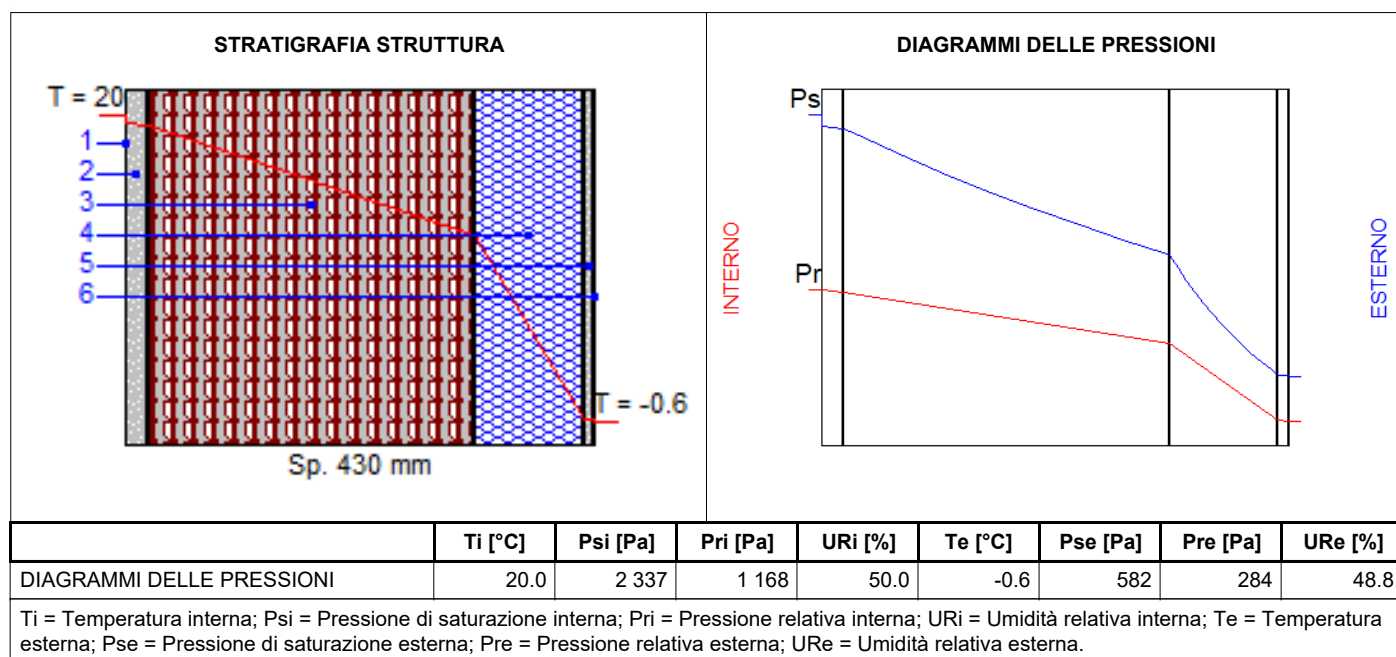 STRATIGRAFIA STRUTTURA
T = 20
1
2
3
4
5
6
T = -0.6
Sp. 430 mm
DIAGRAMMI DELLE PRESSIONI
Ps
Pr
INTERNO
ESTERNO
Ti [°C] Psi [Pa] Pri [Pa] URi [%] Te [°C] Pse [Pa] Pre [Pa] URe [%]
DIAGRAMMI DELLE PRESSIONI 20.0 2 337 1 168 50.0 -0.6 582 284 48.8
Ti = Temperatura interna; Psi = Pressione di saturazione interna; Pri = Pressione relativa interna; URi = Umidità relativa interna; Te = Temperatura
esterna; Pse = Pressione di saturazione esterna; Pre = Pressione relativa esterna; URe = Umidità relativa esterna.